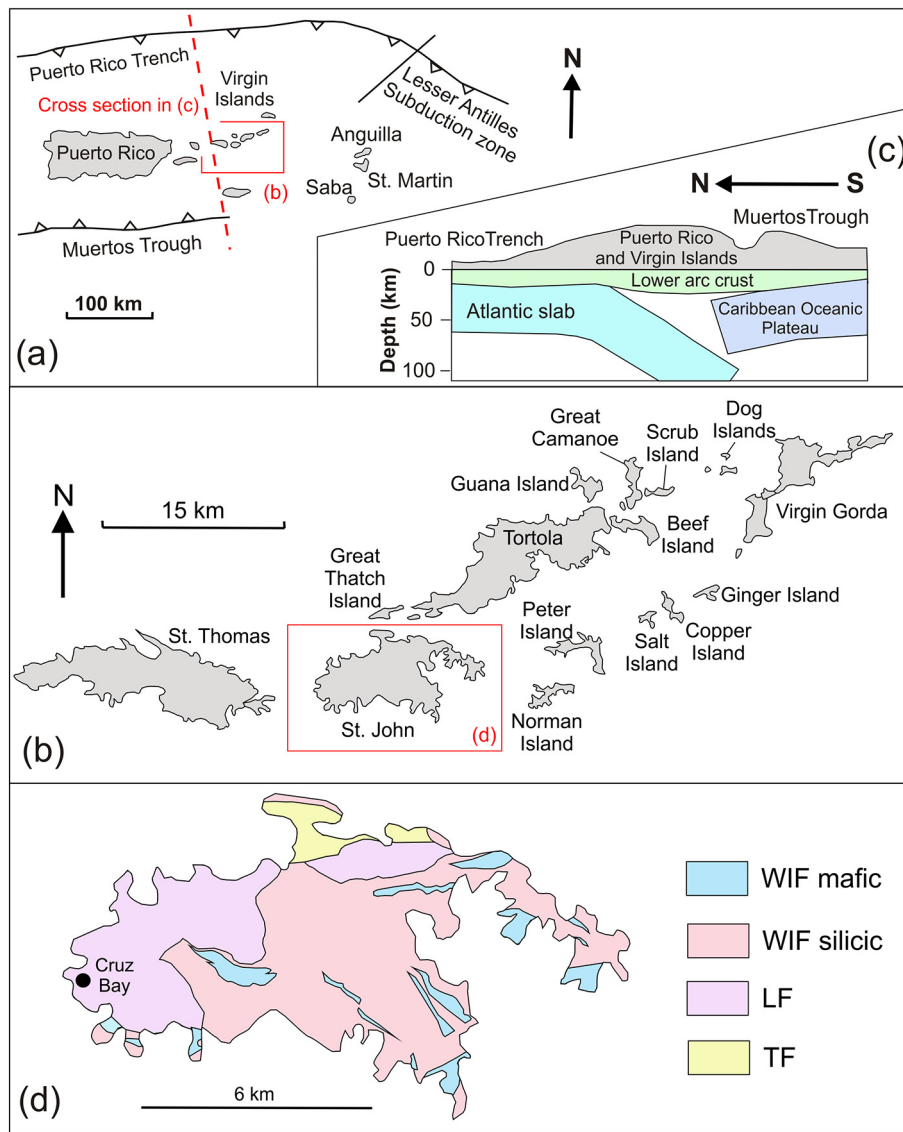 (a)
Puerto Rico Trench
Virgin
Islands
Cross section in (c)
Puerto Rico
(b)
Anguilla
St. Martin
Saba
Lesser Antilles
Subduction zone
Muertos Trough
100 km
N
(c)
N
S
Puerto RicoTrench
MuertosTrough
Puerto Rico
and Virgin Islands
Lower arc crust
Atlantic slab
Caribbean Oceanic
Plateau
Depth (km)
0
50
100
(b)
N
15 km
Great
Camanoe
Scrub
Island
Dog
Islands
Guana Island
Virgin Gorda
Tortola
Beef
Island
Great
Thatch
Island
Ginger Island
Peter
Island
Salt
Island
Copper
Island
St. Thomas
St. John
(d)
Norman
Island
(d)
Cruz
Bay
6 km
WIF mafic
WIF silicic
LF
TF